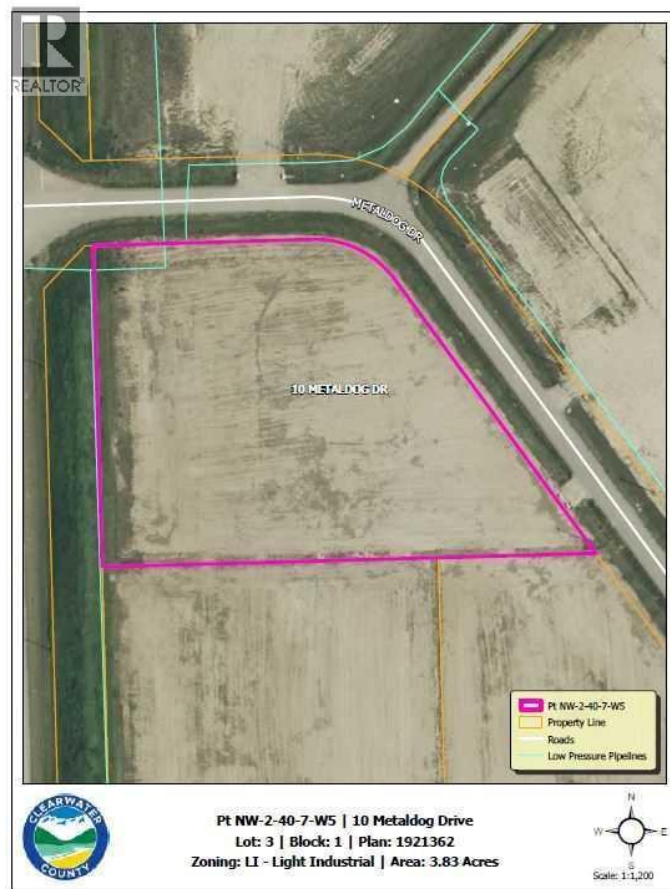 R
REALTOR®
METALDOG DR
10 METALDOG DR
Pt NW-2-40-7-W5
Property Line
Roads
Low Pressure Pipelines
CLEARWATER
COUNTY
Pt NW-2-40-7-W5 | 10 Metaldog Drive
Lot: 3 | Block: 1 | Plan: 1921362
Zoning: LI - Light Industrial | Area: 3.83 Acres
N
W E
S
Scale: 1:1,200